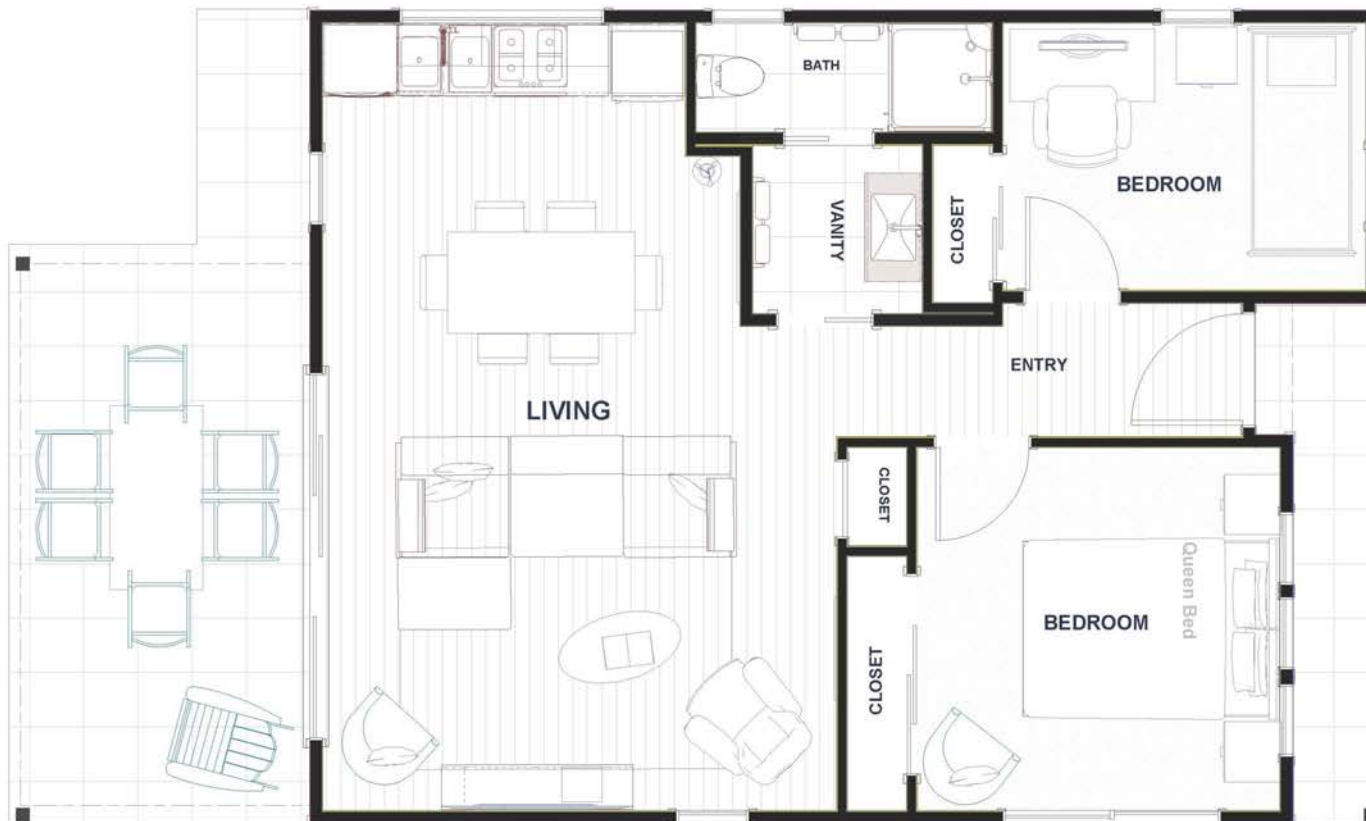 BATH
BEDROOM
VANITY
CLOSET
ENTRY
LIVING
CLOSET
Queen Bed
BEDROOM
CLOSET